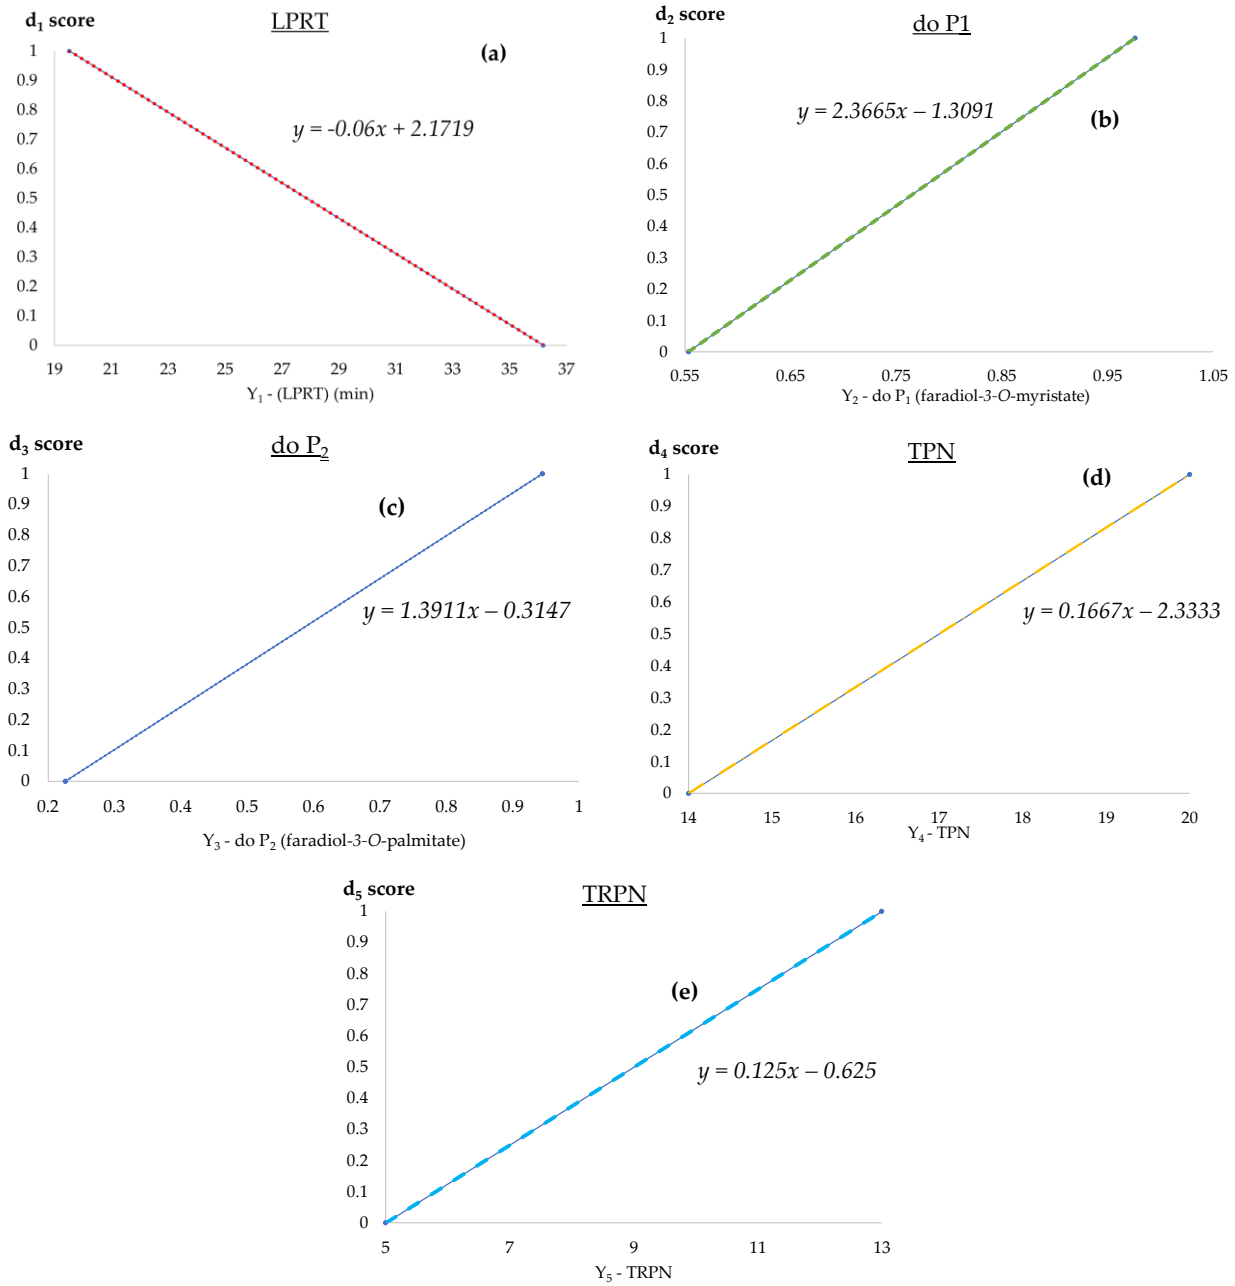 d1 score
LPRT
(a)
1
0.9
0.8
0.7
0.6
0.5
0.4
0.3
0.2
0.1
0
y = -0.06x + 2.1719
19 21 23 25 27 29 31 33 35 37
Y1 - (LPRT) (min)
d2 score
do P1
(b)
1
0.9
0.8
0.7
0.6
0.5
0.4
0.3
0.2
0.1
0
y = 2.3665x – 1.3091
0.55 0.65 0.75 0.85 0.95 1.05
Y2 - do P1 (faradiol-3-O-myristate)
d3 score
do P2
(c)
1
0.9
0.8
0.7
0.6
0.5
0.4
0.3
0.2
0.1
0
y = 1.3911x – 0.3147
0.2 0.3 0.4 0.5 0.6 0.7 0.8 0.9 1
Y3 - do P2 (faradiol-3-O-palmitate)
d4 score
TPN
(d)
1
0.9
0.8
0.7
0.6
0.5
0.4
0.3
0.2
0.1
0
y = 0.1667x – 2.3333
14 15 16 17 18 19 20
Y4 - TPN
d5 score
TRPN
(e)
1
0.9
0.8
0.7
0.6
0.5
0.4
0.3
0.2
0.1
0
y = 0.125x – 0.625
5 7 9 11 13
Y5 - TRPN